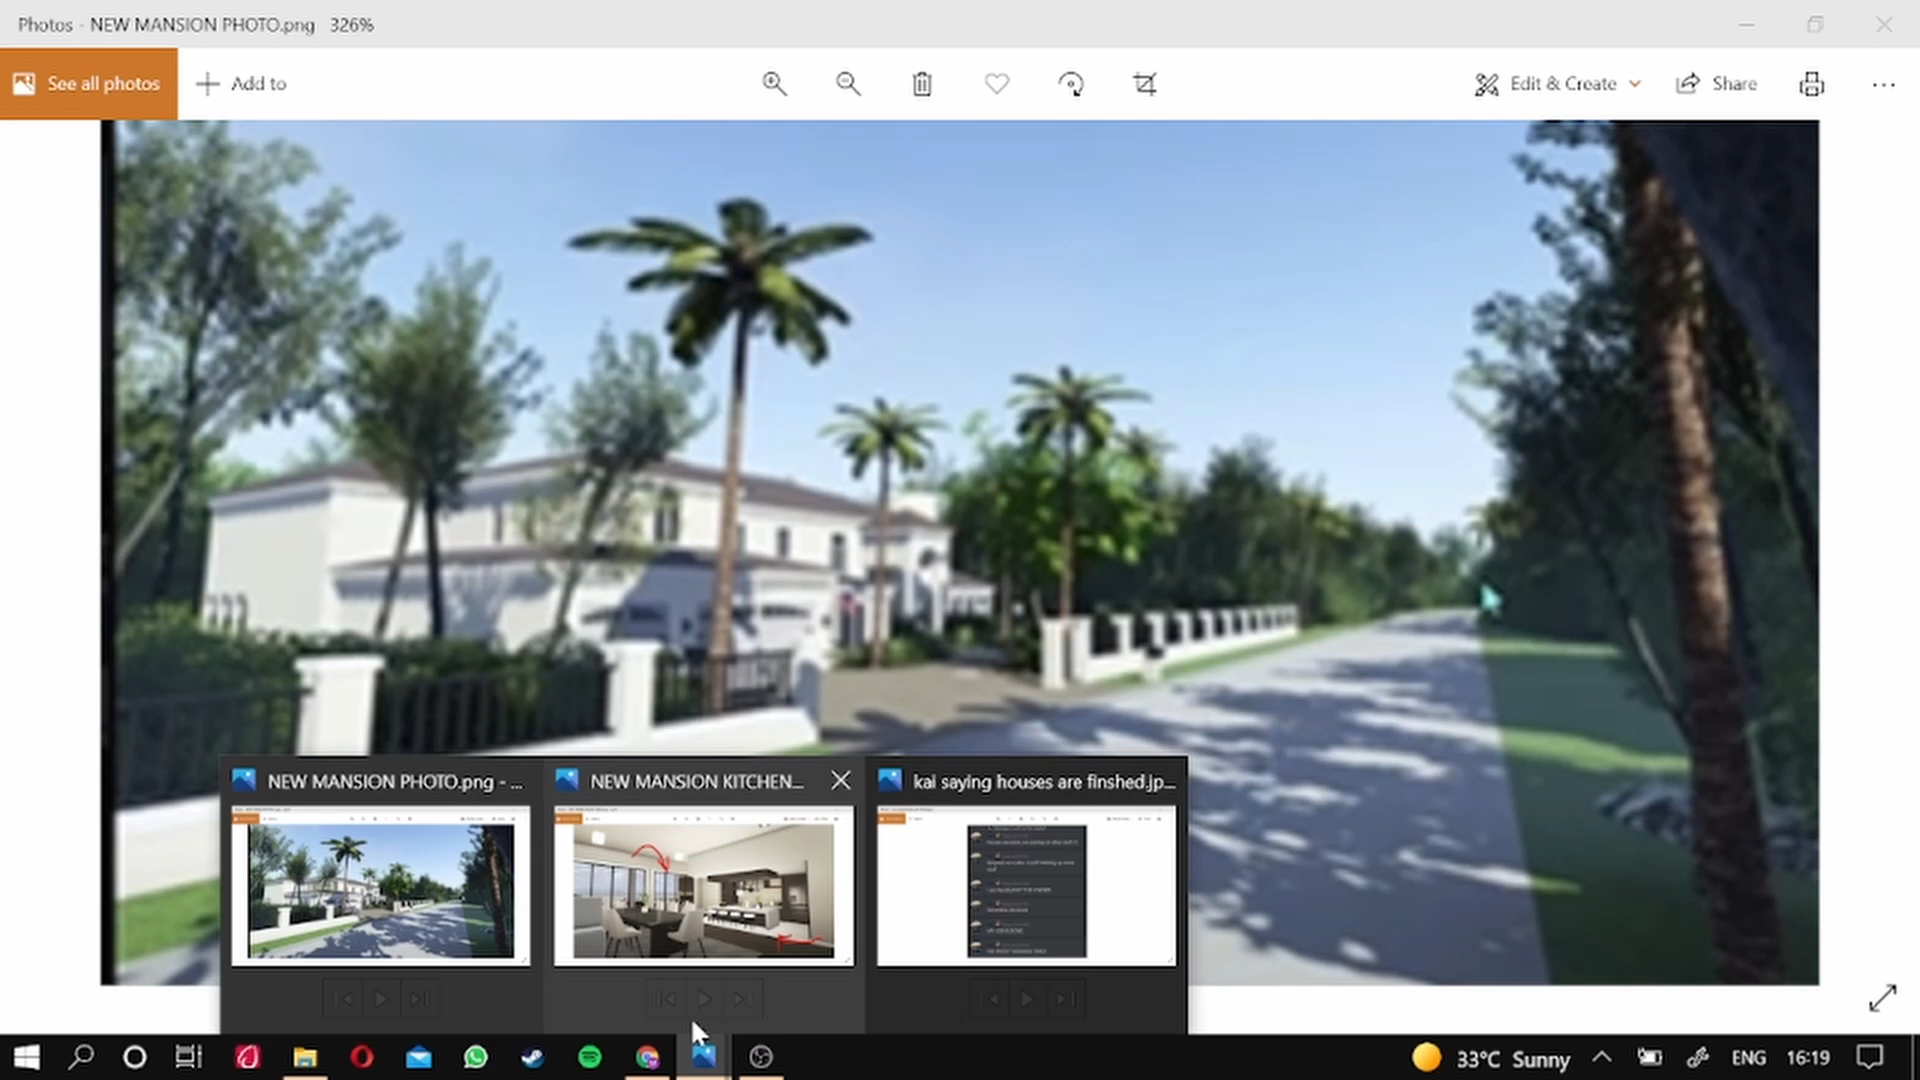 Photos - NEW MANSION PHOTO.png 326%
See all photos
Add to
Edit & Create
Share
NEW MANSION PHOTO.png - ...
NEW MANSION KITCHEN...
kai saying houses are finshed.jp...
33°C Sunny
ENG
16:19